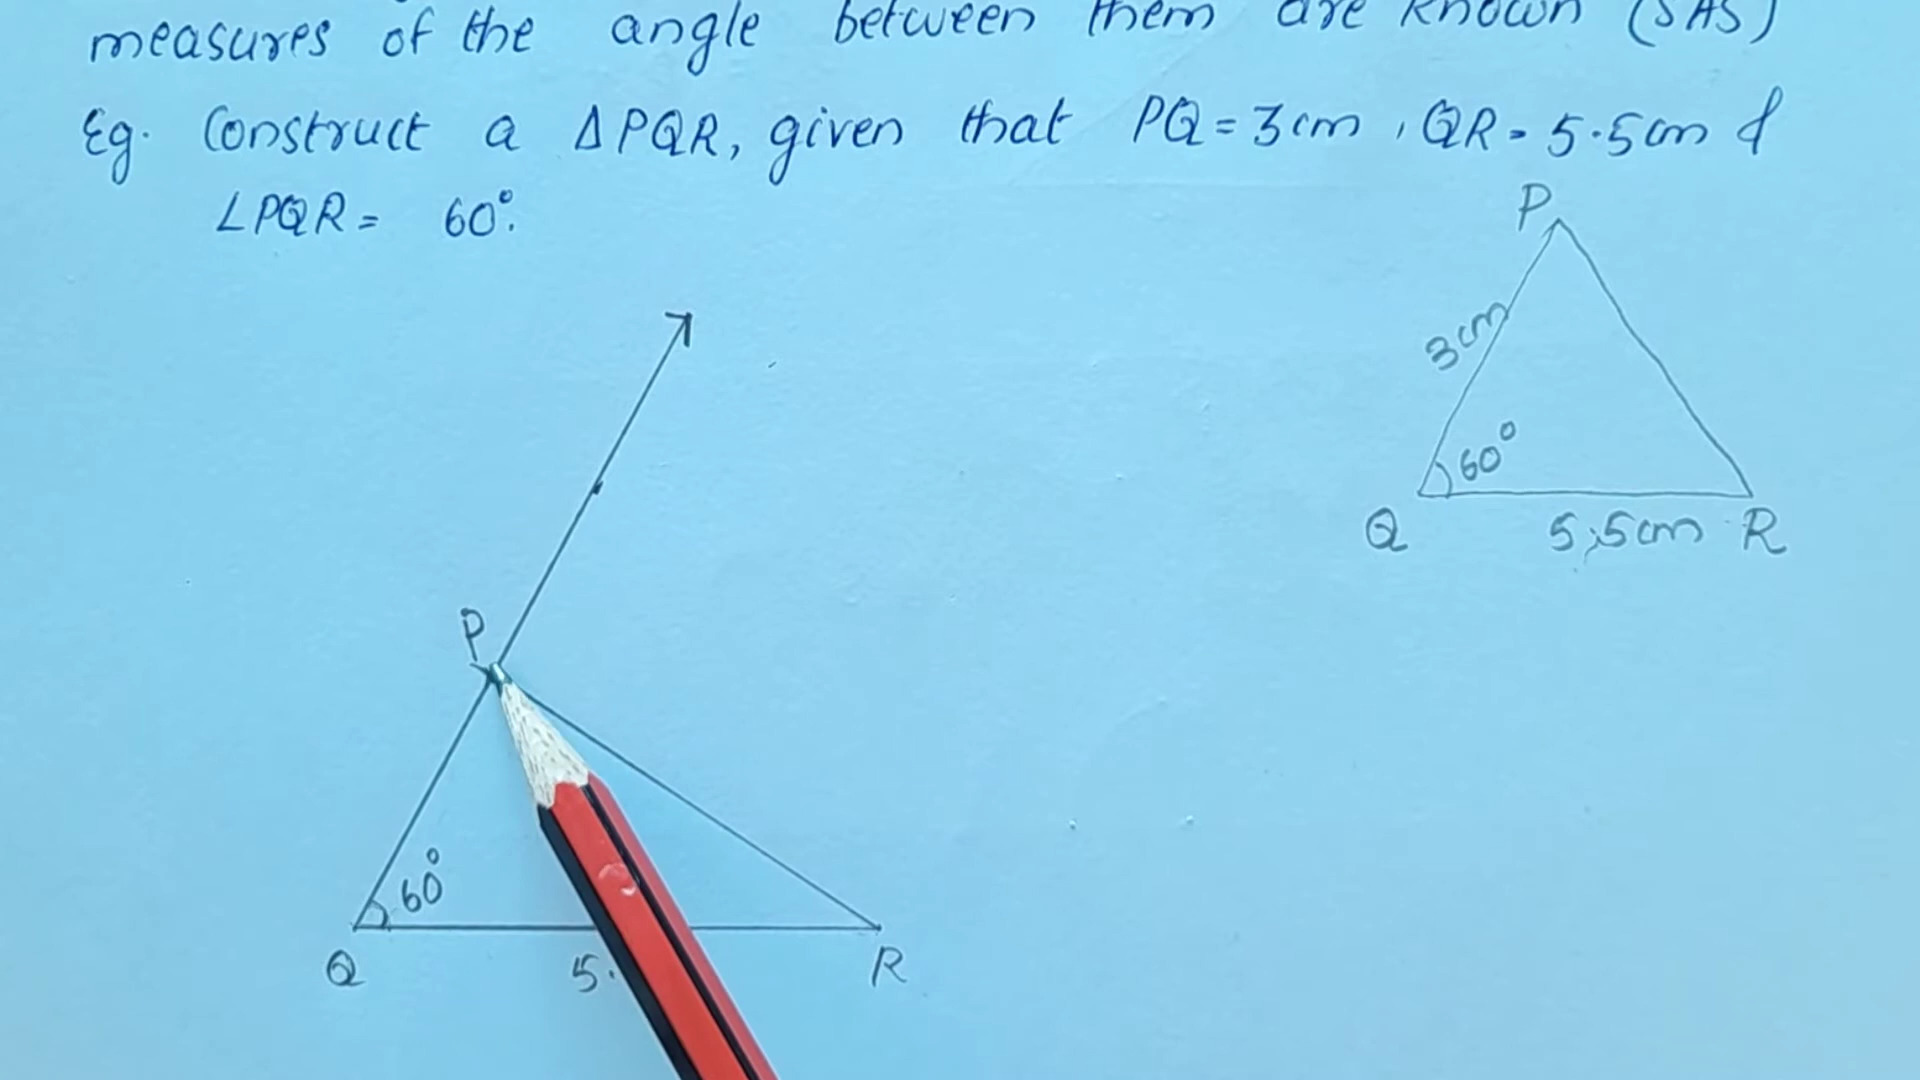 measures of the angle between them are known (SAS)
Eg. Construct a ΔPQR, given that PQ = 3cm, QR = 5.5cm &
∠PQR = 60°.
P
3cm
60°
Q 5.5cm R
P
60°
Q 5. R